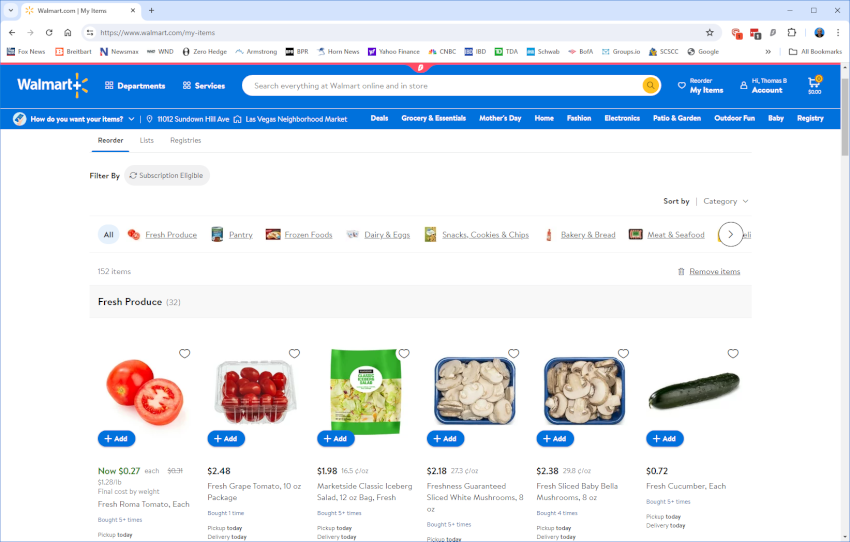 Walmart.com | My Items
https://www.walmart.com/my-items
Fox News Breitbart Newsmax WND Zero Hedge Armstrong BPR Horn News Yahoo Finance CNBC IBD TDA Schwab BofA Groups.io SCSCC Google » All Bookmarks
Walmart+ Departments Services Search everything at Walmart online and in store Reorder My Items Hi, Thomas B Account 0 $0.00
How do you want your items? | 11012 Sundown Hill Ave Las Vegas Neighborhood Market Deals Grocery & Essentials Mother's Day Home Fashion Electronics Patio & Garden Outdoor Fun Baby Registry
Reorder Lists Registries
Filter By Subscription Eligible
Sort by | Category
All Fresh Produce Pantry Frozen Foods Dairy & Eggs Snacks, Cookies & Chips Bakery & Bread Meat & Seafood eli
152 items Remove items
Fresh Produce (32)
MARKETSIDE
CLASSIC
ICEBERG
SALAD
+ Add + Add + Add + Add + Add + Add
Now $0.27 each $0.31
$1.28/lb
Final cost by weight
Fresh Roma Tomato, Each
Bought 5+ times
Pickup today
$2.48
Fresh Grape Tomato, 10 oz
Package
Bought 1 time
Pickup today
Delivery today
$1.98 16.5 ¢/oz
Marketside Classic Iceberg
Salad, 12 oz Bag, Fresh
Bought 5+ times
Pickup today
Delivery today
$2.18 27.3 ¢/oz
Freshness Guaranteed
Sliced White Mushrooms, 8
oz
Bought 5+ times
Pickup today
$2.38 29.8 ¢/oz
Fresh Sliced Baby Bella
Mushrooms, 8 oz
Bought 4 times
Pickup today
Delivery today
$0.72
Fresh Cucumber, Each
Bought 5+ times
Pickup today
Delivery today